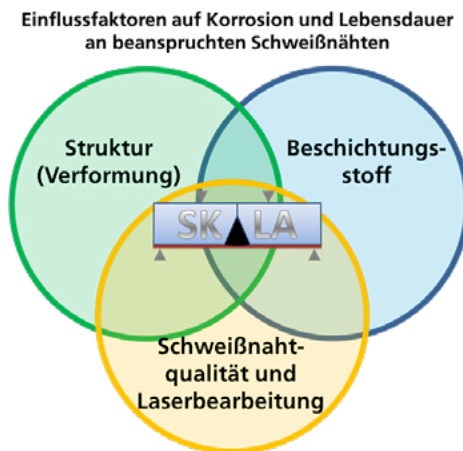 Einflussfaktoren auf Korrosion und Lebensdauer
an beanspruchten Schweißnähten
Struktur
(Verformung)
Beschichtungs-
stoff
SK LA
Schweißnaht-
qualität und
Laserbearbeitung